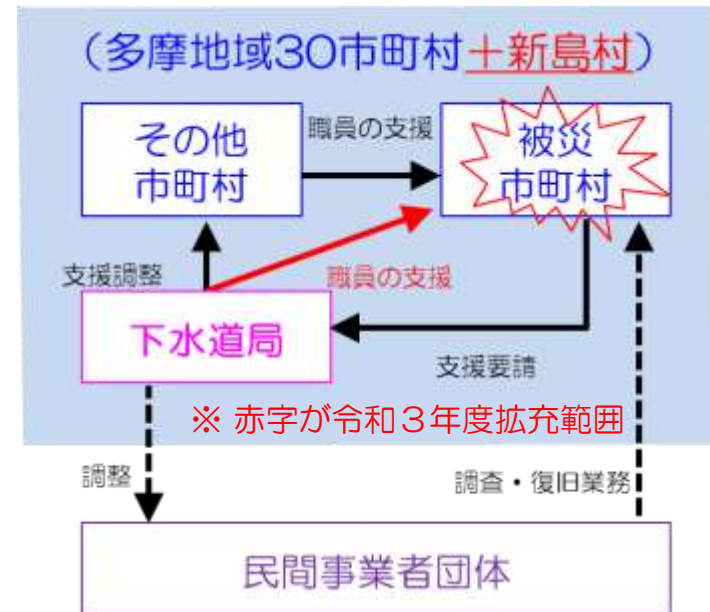 （多摩地域30市町村＋新島村）
その他
市町村
職員の支援
被災
市町村
支援調整
職員の支援
下水道局
支援要請
※ 赤字が令和３年度拡充範囲
調整
調査・復旧業務
民間事業者団体